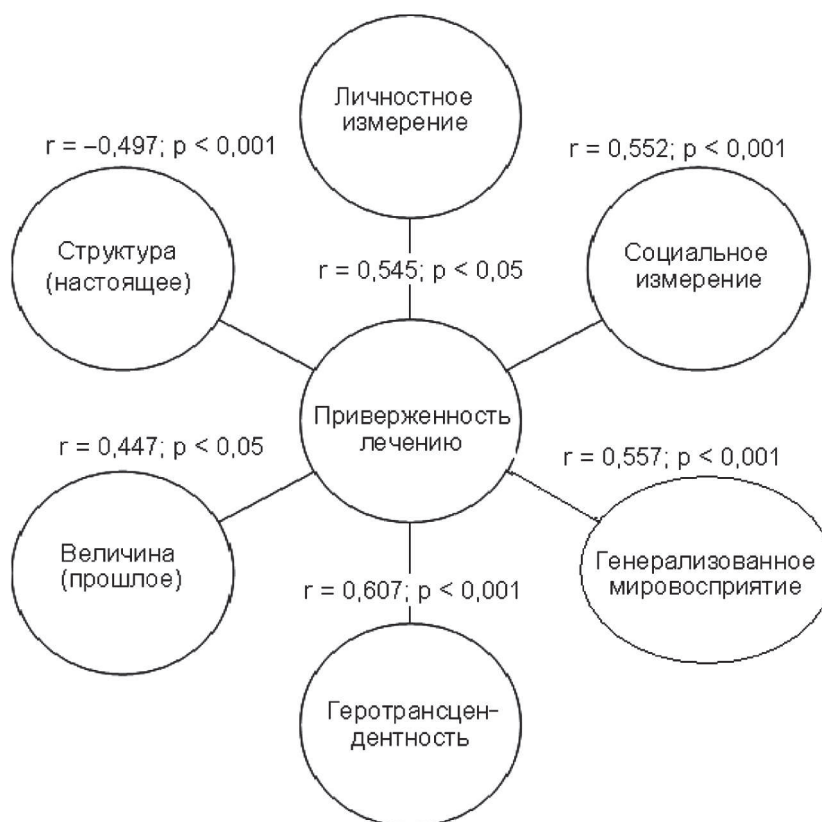 Личностное
измерение
r = –0,497; p < 0,001
r = 0,552; p < 0,001
Структура
(настоящее)
r = 0,545; p < 0,05
Социальное
измерение
Приверженность
лечению
r = 0,447; p < 0,05
r = 0,557; p < 0,001
Величина
(прошлое)
r = 0,607; p < 0,001
Генерализованное
мировосприятие
Геротрансцен-
дентность